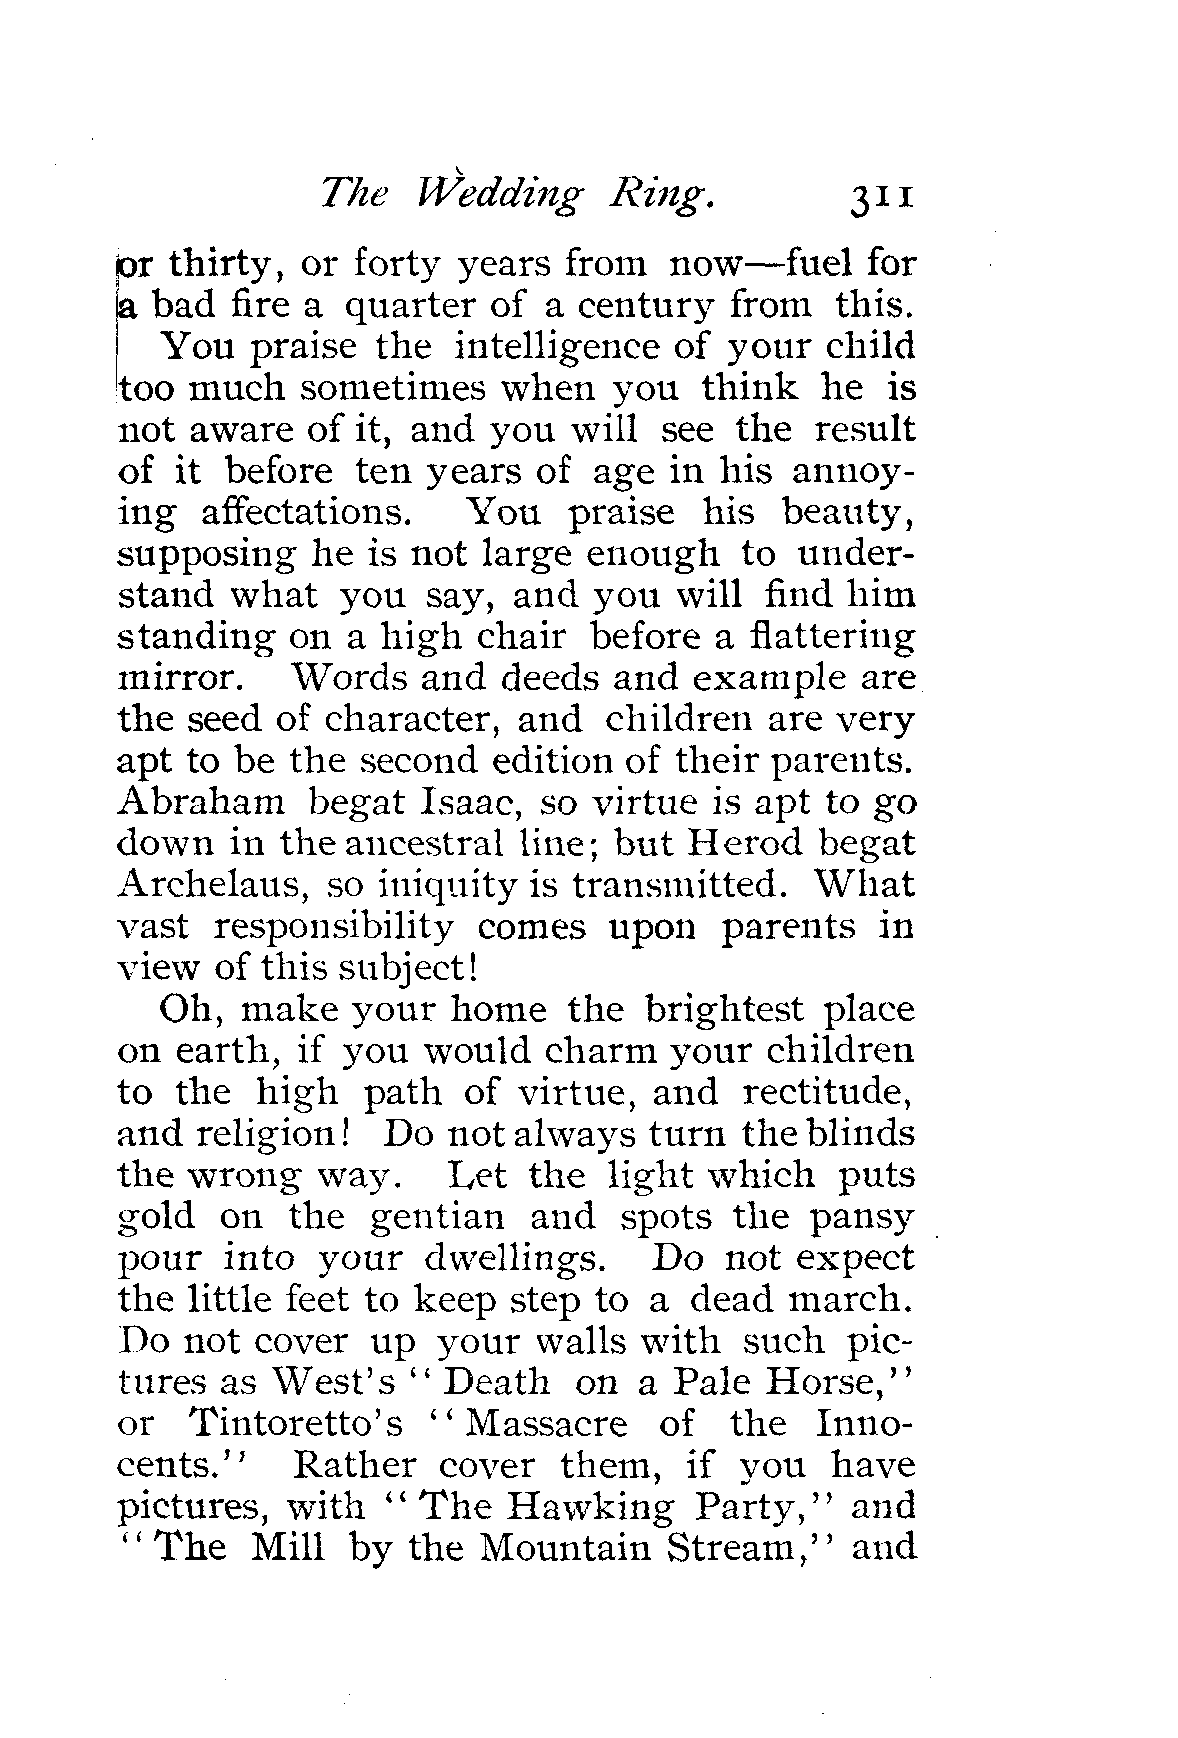 The Wedding Ring. 311
or thirty, or forty years from now—fuel for
a bad fire a quarter of a century from this.
You praise the intelligence of your child
too much sometimes when you think he is
not aware of it, and you will see the result
of it before ten years of age in his annoy-
ing affectations. You praise his beauty,
supposing he is not large enough to under-
stand what you say, and you will find him
standing on a high chair before a flattering
mirror. Words and deeds and example are
the seed of character, and children are very
apt to be the second edition of their parents.
Abraham begat Isaac, so virtue is apt to go
down in the ancestral line; but Herod begat
Archelaus, so iniquity is transmitted. What
vast responsibility comes upon parents in
view of this subject!
Oh, make your home the brightest place
on earth, if you would charm your children
to the high path of virtue, and rectitude,
and religion! Do not always turn the blinds
the wrong way. Let the light which puts
gold on the gentian and spots the pansy
pour into your dwellings. Do not expect
the little feet to keep step to a dead march.
Do not cover up your walls with such pic-
tures as West's "Death on a Pale Horse,"
or Tintoretto's "Massacre of the Inno-
cents." Rather cover them, if you have
pictures, with "The Hawking Party," and
"The Mill by the Mountain Stream," and